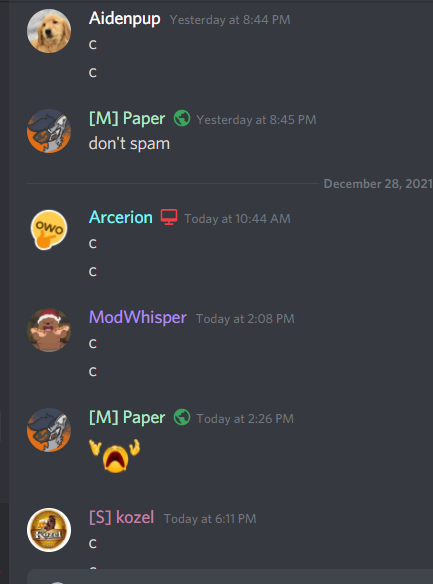 Aidenpup Yesterday at 8:44 PM
c
c
[M] Paper Yesterday at 8:45 PM
don't spam
December 28, 2021
Arcerion Today at 10:44 AM
c
c
ModWhisper Today at 2:08 PM
c
c
[M] Paper Today at 2:26 PM
[S] kozel Today at 6:11 PM
c